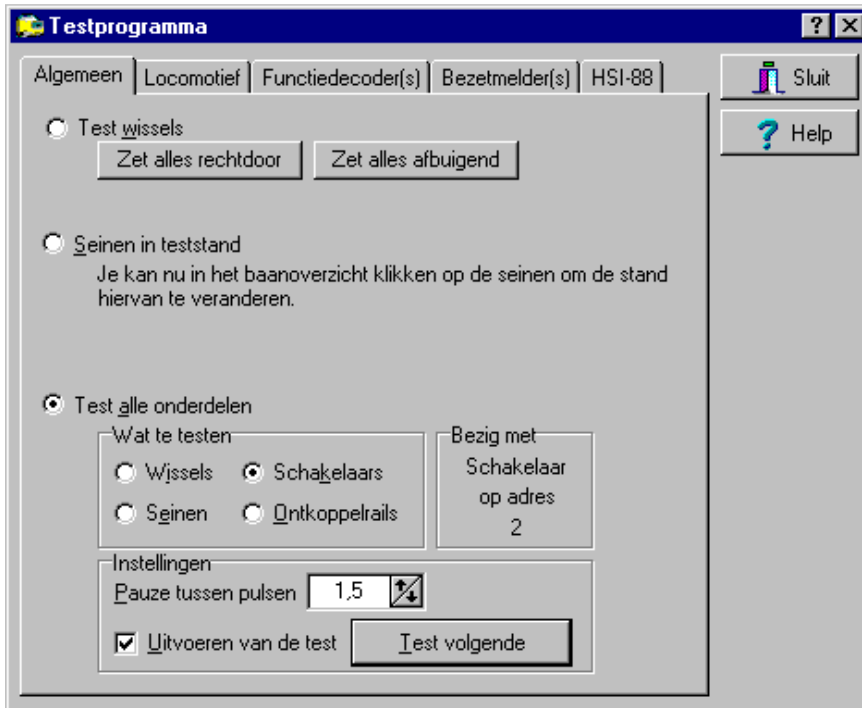 Testprogramma
Algemeen Locomotief Functiedecoder(s) Bezetmelder(s) HSI-88
Sluit
Help
Test wissels
Zet alles rechtdoor Zet alles afbuigend
Seinen in teststand
Je kan nu in het baanoverzicht klikken op de seinen om de stand
hiervan te veranderen.
Test alle onderdelen
Wat te testen
Wissels Schakelaars
Seinen Ontkoppelrails
Bezig met
Schakelaar
op adres
2
Instellingen
Pauze tussen pulsen 1,5
Uitvoeren van de test Test volgende